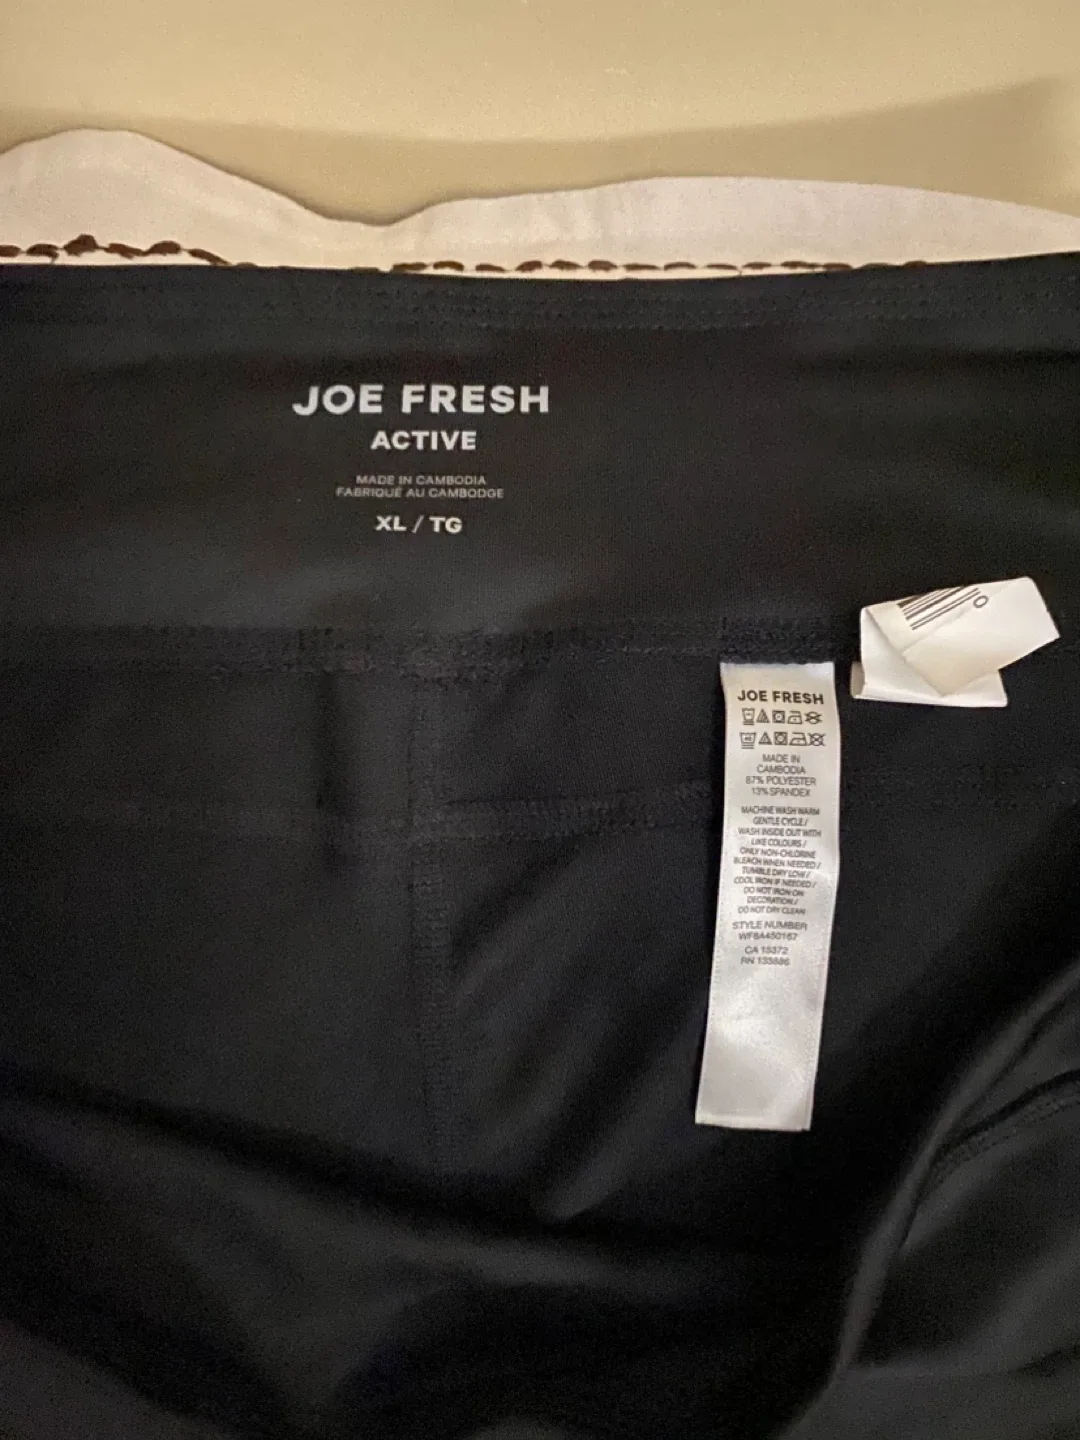 JOE FRESH
ACTIVE
MADE IN CAMBODIA
FABRIQUÉ AU CAMBODGE
XL / TG
JOE FRESH
MADE IN
CAMBODIA
87% POLYESTER
13% SPANDEX
MACHINE WASH WARM
GENTLE CYCLE /
WASH INSIDE OUT WITH
LIKE COLOURS /
ONLY NON-CHLORINE
BLEACH WHEN NEEDED /
TUMBLE DRY LOW /
COOL IRON IF NEEDED /
DO NOT IRON ON
DECORATION /
DO NOT DRY CLEAN
STYLE NUMBER
CA 15372